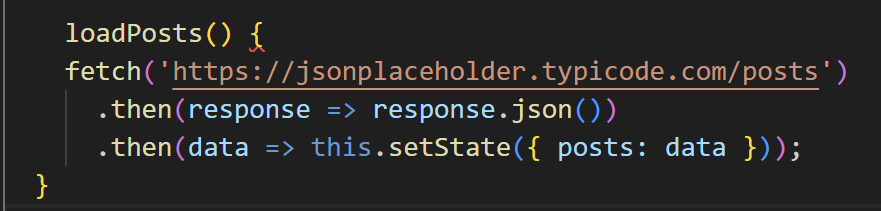 loadPosts() {
fetch('https://jsonplaceholder.typicode.com/posts')
.then(response => response.json())
.then(data => this.setState({ posts: data }));
}